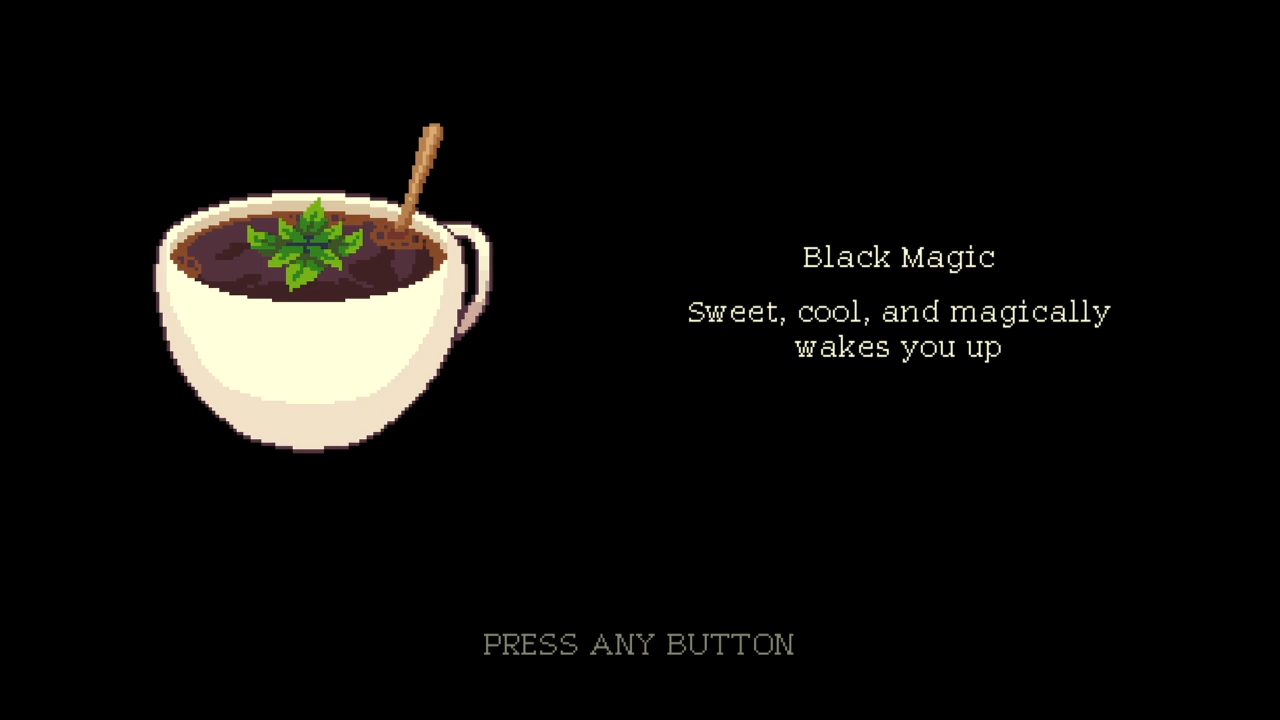 Black Magic
Sweet, cool, and magically
wakes you up
PRESS ANY BUTTON